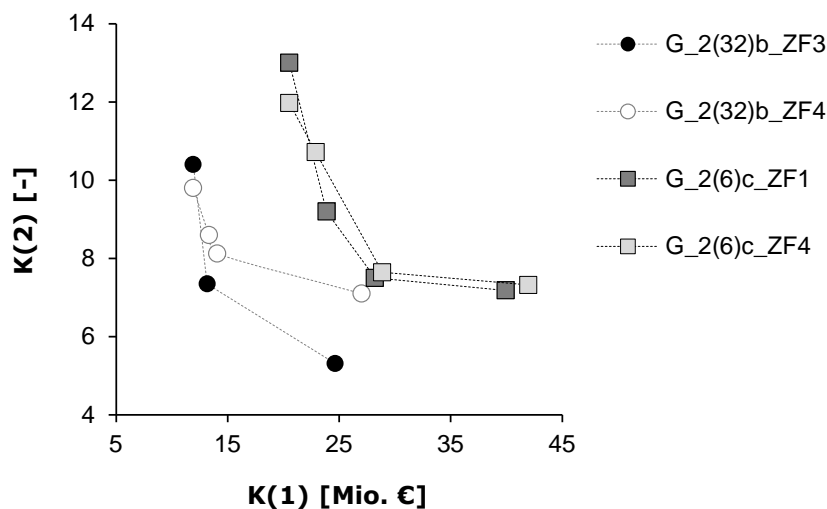 14
12
10
8
6
4
K(2) [-]
5 15 25 35 45
K(1) [Mio. €]
G_2(32)b_ZF3
G_2(32)b_ZF4
G_2(6)c_ZF1
G_2(6)c_ZF4